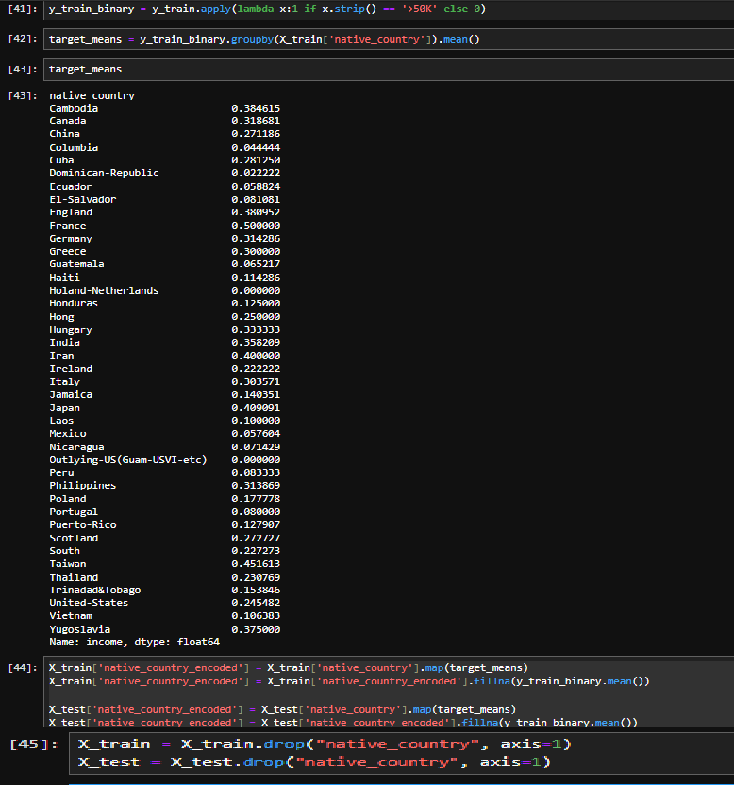 [41]: y_train_binary = y_train.apply(lambda x:1 if x.strip() == '>50K' else 0)
[42]: target_means = y_train_binary.groupby(X_train['native_country']).mean()
[43]: target_means
[43]: native_country
Cambodia 0.384615
Canada 0.318681
China 0.271186
Columbia 0.044444
Cuba 0.281250
Dominican-Republic 0.022222
Ecuador 0.058824
El-Salvador 0.081081
England 0.380952
France 0.500000
Germany 0.314286
Greece 0.300000
Guatemala 0.065217
Haiti 0.114286
Holand-Netherlands 0.000000
Honduras 0.125000
Hong 0.250000
Hungary 0.333333
India 0.358209
Iran 0.400000
Ireland 0.222222
Italy 0.303571
Jamaica 0.140351
Japan 0.409091
Laos 0.100000
Mexico 0.057604
Nicaragua 0.071429
Outlying-US(Guam-USVI-etc) 0.000000
Peru 0.083333
Philippines 0.313869
Poland 0.177778
Portugal 0.080000
Puerto-Rico 0.127907
Scotland 0.272727
South 0.227273
Taiwan 0.451613
Thailand 0.230769
Trinadad&Tobago 0.153846
United-States 0.245482
Vietnam 0.106383
Yugoslavia 0.375000
Name: income, dtype: float64
[44]: X_train['native_country_encoded'] = X_train['native_country'].map(target_means)
X_train['native_country_encoded'] = X_train['native_country_encoded'].fillna(y_train_binary.mean())
X_test['native_country_encoded'] = X_test['native_country'].map(target_means)
X_test['native_country_encoded'] = X_test['native_country_encoded'].fillna(y_train_binary.mean())
[45]: X_train = X_train.drop("native_country", axis=1)
X_test = X_test.drop("native_country", axis=1)